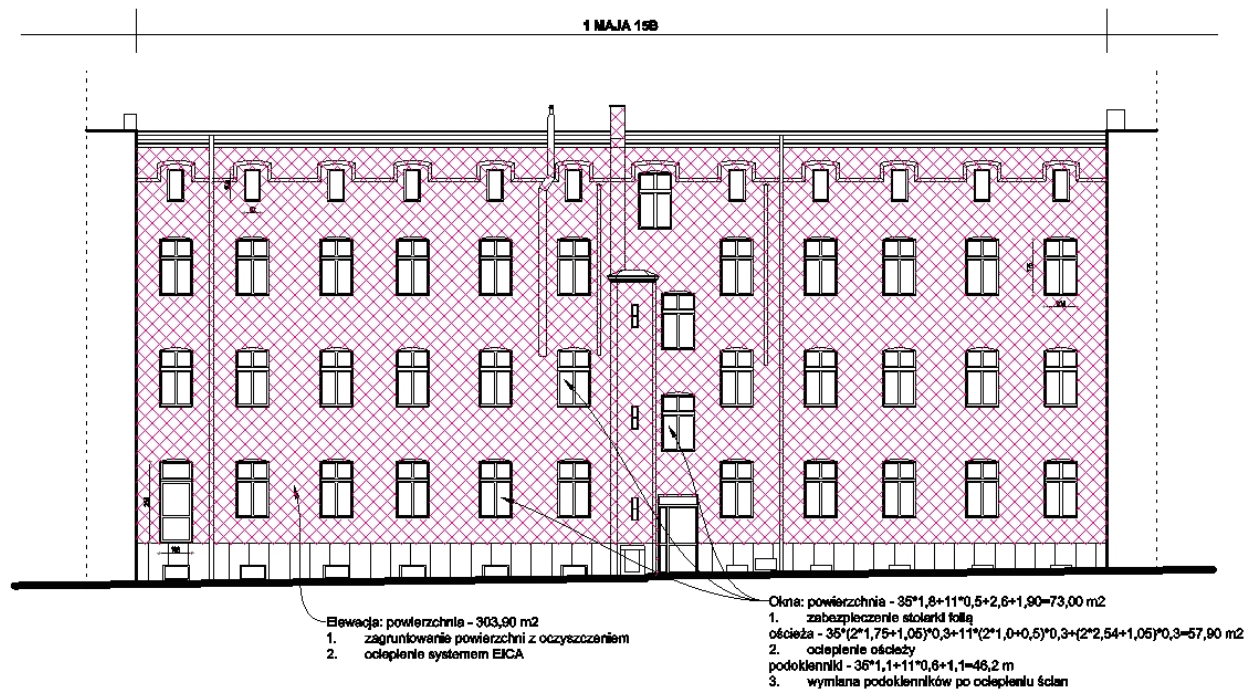 1 MAJA 15B
Elewacja: powierzchnia - 303,90 m2
1. zagruntowanie powierzchni z oczyszczeniem
2. ocieplenie systemem EICA
Okna: powierzchnia - 35*1,8+11*0,5+2,6+1,90=73,00 m2
1. zabezpieczenie stolarki folią
ościeża - 35*(2*1,75+1,05)*0,3+11*(2*1,0+0,5)*0,3+(2*2,54+1,05)*0,3=57,90 m2
2. ocieplenie ościeży
podokienniki - 35*1,1+11*0,6+1,1=46,2 m
3. wymiana podokienników po ociepleniu ścian